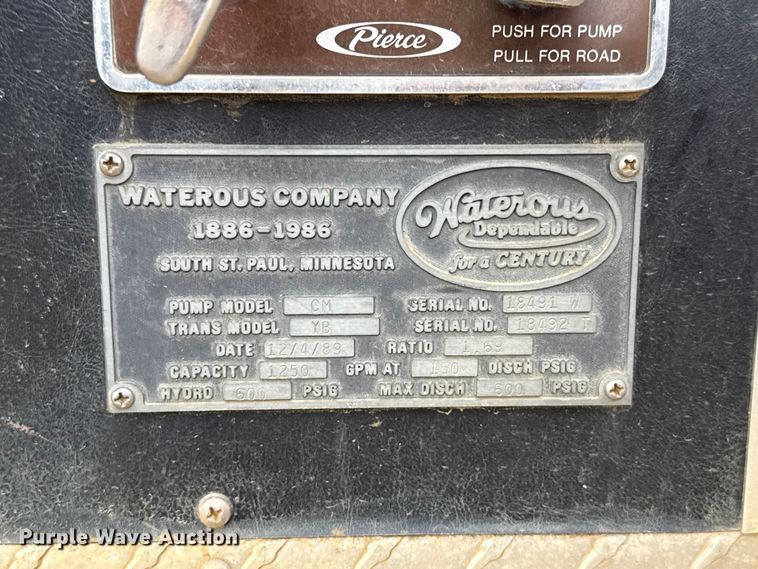 Pierce
PUSH FOR PUMP
PULL FOR ROAD
WATEROUS COMPANY
1886-1986
SOUTH ST. PAUL, MINNESOTA
Waterous
Dependable
for a CENTURY
PUMP MODEL CM SERIAL NO. 18491 W
TRANS MODEL YB SERIAL NO. 18492 T
DATE 12/4/89 RATIO 1.69
CAPACITY 1250 GPM AT 150 DISCH PSIG
HYDRO 600 PSIG MAX DISCH 600 PSIG
Purple Wave Auction